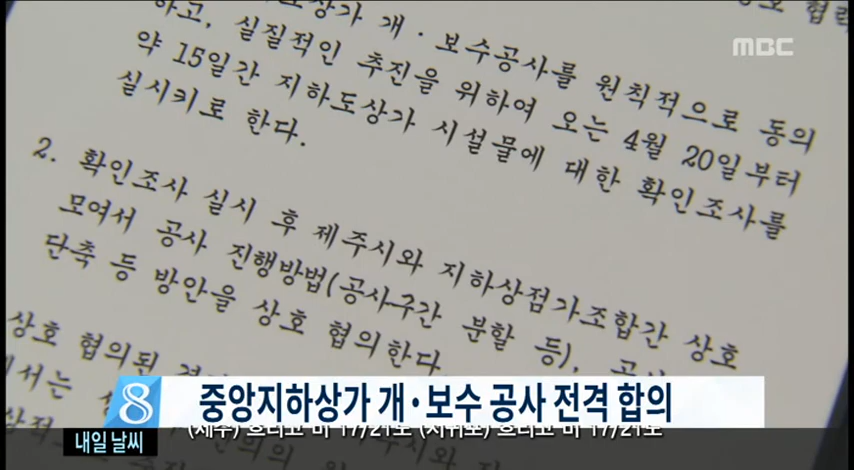 MBC
하고, 실질적인 추진을 위하여 오는 4월 20일부터
개·보수공사를 원칙적으로 동의
약 15일간 지하도상가 시설물에 대한 확인조사를
실시키로 한다.
2. 확인조사 실시 후 제주시와 지하상점가조합간 상호
모여서 공사 진행방법(공사구간 분할 등),
단축 등 방안을 상호 협의한다
상호 협의된
8 중앙지하상가 개·보수 공사 전격 합의
내일 날씨